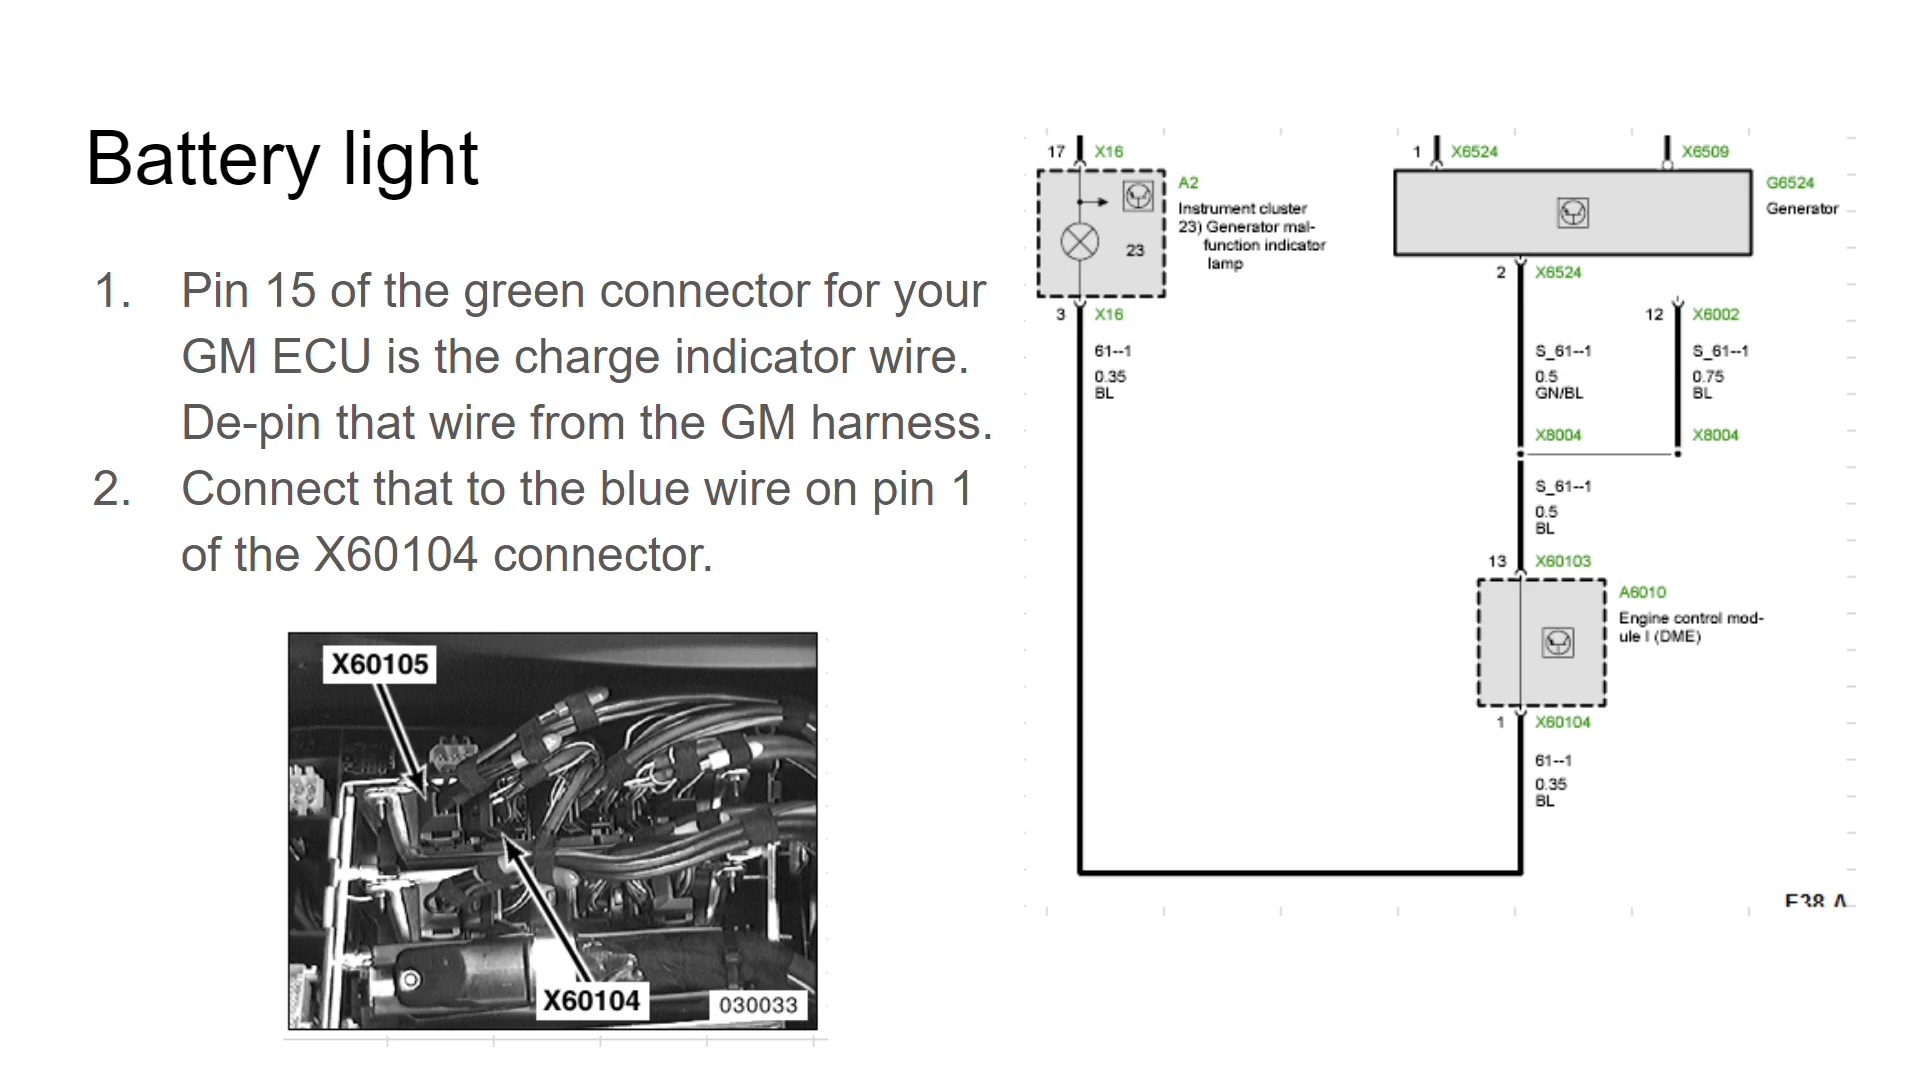 Battery light
1. Pin 15 of the green connector for your
GM ECU is the charge indicator wire.
De-pin that wire from the GM harness.
2. Connect that to the blue wire on pin 1
of the X60104 connector.
X60105
X60104
030033
17 X16
A2
Instrument cluster
23) Generator mal-
function indicator
lamp
23
3 X16
61--1
0.35
BL
1 X6524
X6509
G6524
Generator
2 X6524
S_61--1
0.5
GN/BL
X8004
12 X6002
S_61--1
0.75
BL
X8004
S_61--1
0.5
BL
13 X60103
A6010
Engine control mod-
ule I (DME)
1 X60104
61--1
0.35
BL